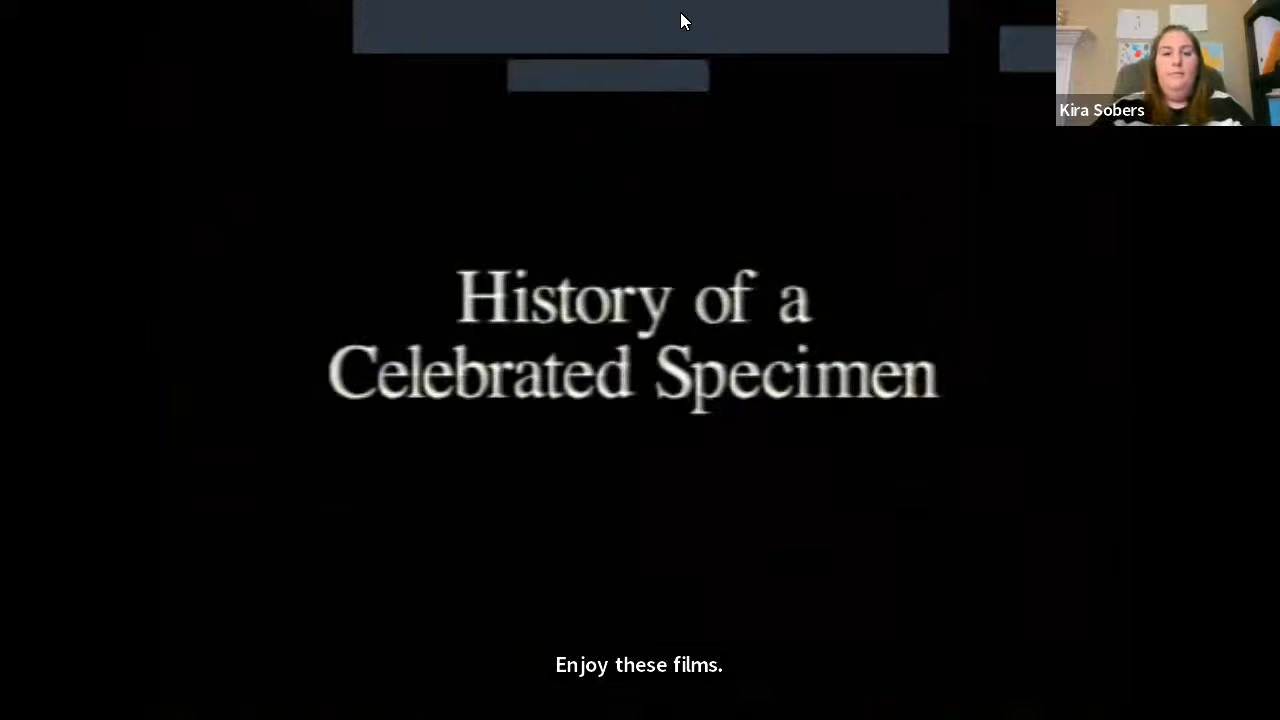 Kira Sobers
History of a
Celebrated Specimen
Enjoy these films.